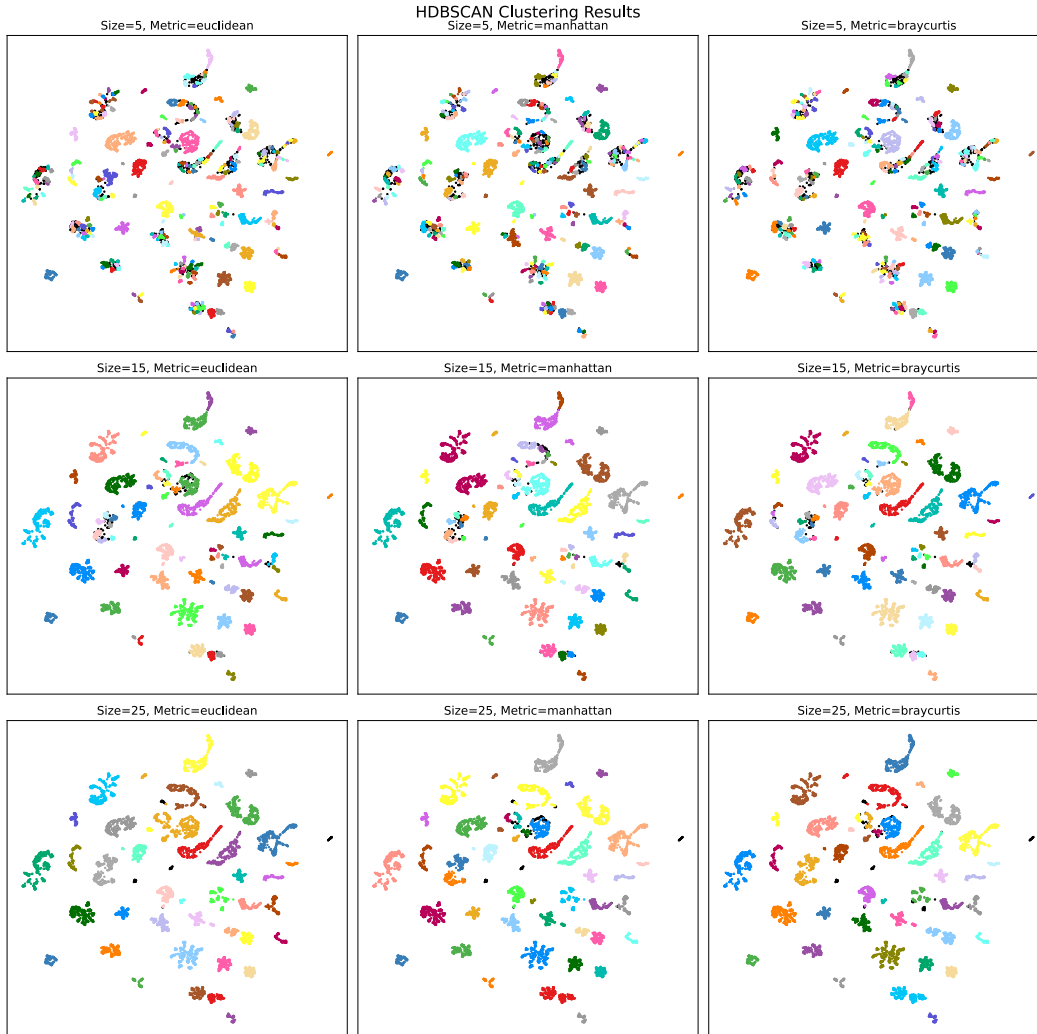 HDBSCAN Clustering Results
Size=5, Metric=euclidean
Size=5, Metric=manhattan
Size=5, Metric=braycurtis
Size=15, Metric=euclidean
Size=15, Metric=manhattan
Size=15, Metric=braycurtis
Size=25, Metric=euclidean
Size=25, Metric=manhattan
Size=25, Metric=braycurtis